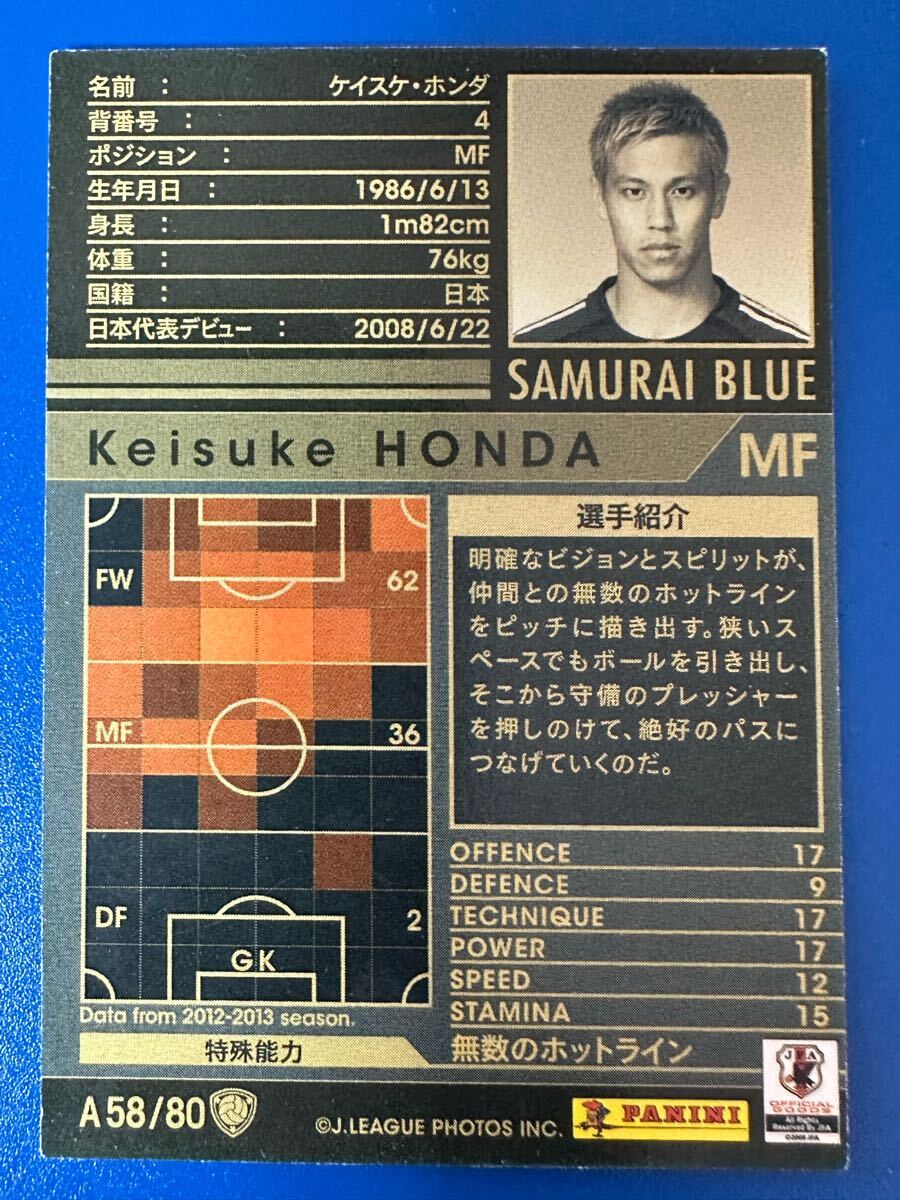 名前 : ケイスケ・ホンダ
背番号 : 4
ポジション : MF
生年月日 : 1986/6/13
身長 : 1m82cm
体重 : 76kg
国籍 : 日本
日本代表デビュー : 2008/6/22
SAMURAI BLUE
Keisuke HONDA
MF
FW 62
MF 36
DF 2
GK
Data from 2012-2013 season.
選手紹介
明確なビジョンとスピリットが、
仲間との無数のホットライン
をピッチに描き出す。狭いス
ペースでもボールを引き出し、
そこから守備のプレッシャー
を押しのけて、絶好のパスに
つなげていくのだ。
OFFENCE 17
DEFENCE 9
TECHNIQUE 17
POWER 17
SPEED 12
STAMINA 15
特殊能力
無数のホットライン
A58/80
©J.LEAGUE PHOTOS INC.
PANINI
JFA
OFFICIAL
GOODS
All Rights
Reserved By JFA